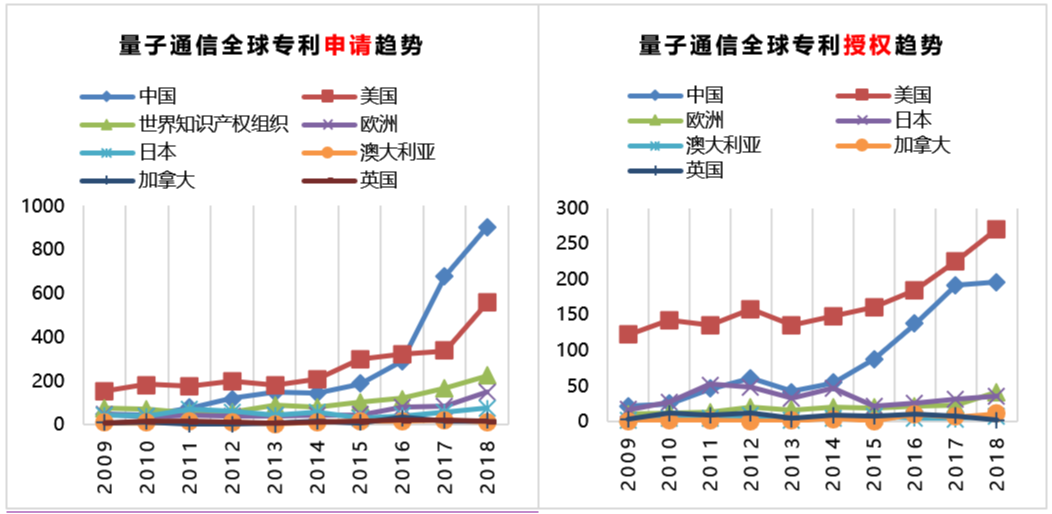 量子通信全球专利申请趋势
中国 美国
世界知识产权组织 欧洲
日本 澳大利亚
加拿大 英国
1000
800
600
400
200
0
2009 2010 2011 2012 2013 2014 2015 2016 2017 2018
量子通信全球专利授权趋势
中国 美国
欧洲 日本
澳大利亚 加拿大
英国
300
250
200
150
100
50
0
2009 2010 2011 2012 2013 2014 2015 2016 2017 2018